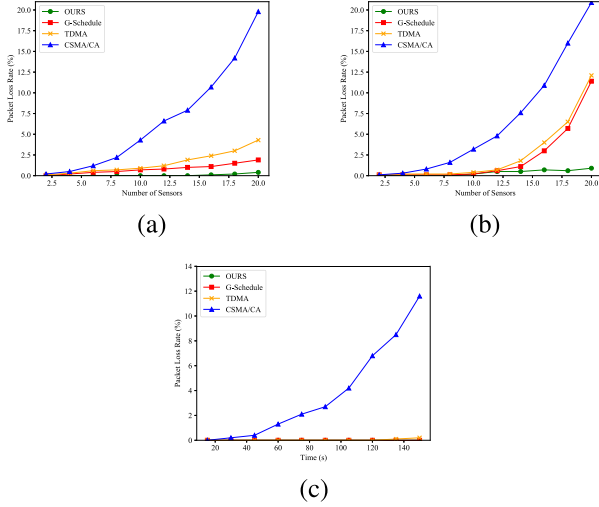 Packet Loss Rate (%)
20.0
17.5
15.0
12.5
10.0
7.5
5.0
2.5
0.0
OURS
G-Schedule
TDMA
CSMA/CA
2.5 5.0 7.5 10.0 12.5 15.0 17.5 20.0
Number of Sensors
(a)
Packet Loss Rate (%)
20.0
17.5
15.0
12.5
10.0
7.5
5.0
2.5
0.0
OURS
G-Schedule
TDMA
CSMA/CA
2.5 5.0 7.5 10.0 12.5 15.0 17.5 20.0
Number of Sensors
(b)
Packet Loss Rate (%)
14
12
10
8
6
4
2
0
OURS
G-Schedule
TDMA
CSMA/CA
20 40 60 80 100 120 140
Time (s)
(c)